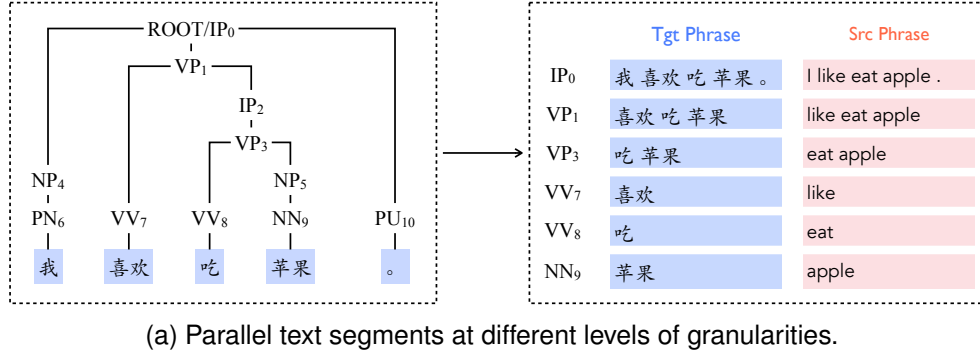 ROOT/IP0
VP1
IP2
VP3
NP4 NP5
PN6 VV7 VV8 NN9 PU10
我 喜欢 吃 苹果 。
Tgt Phrase Src Phrase
IP0 我 喜欢 吃 苹果 。 I like eat apple .
VP1 喜欢 吃 苹果 like eat apple
VP3 吃 苹果 eat apple
VV7 喜欢 like
VV8 吃 eat
NN9 苹果 apple
(a) Parallel text segments at different levels of granularities.